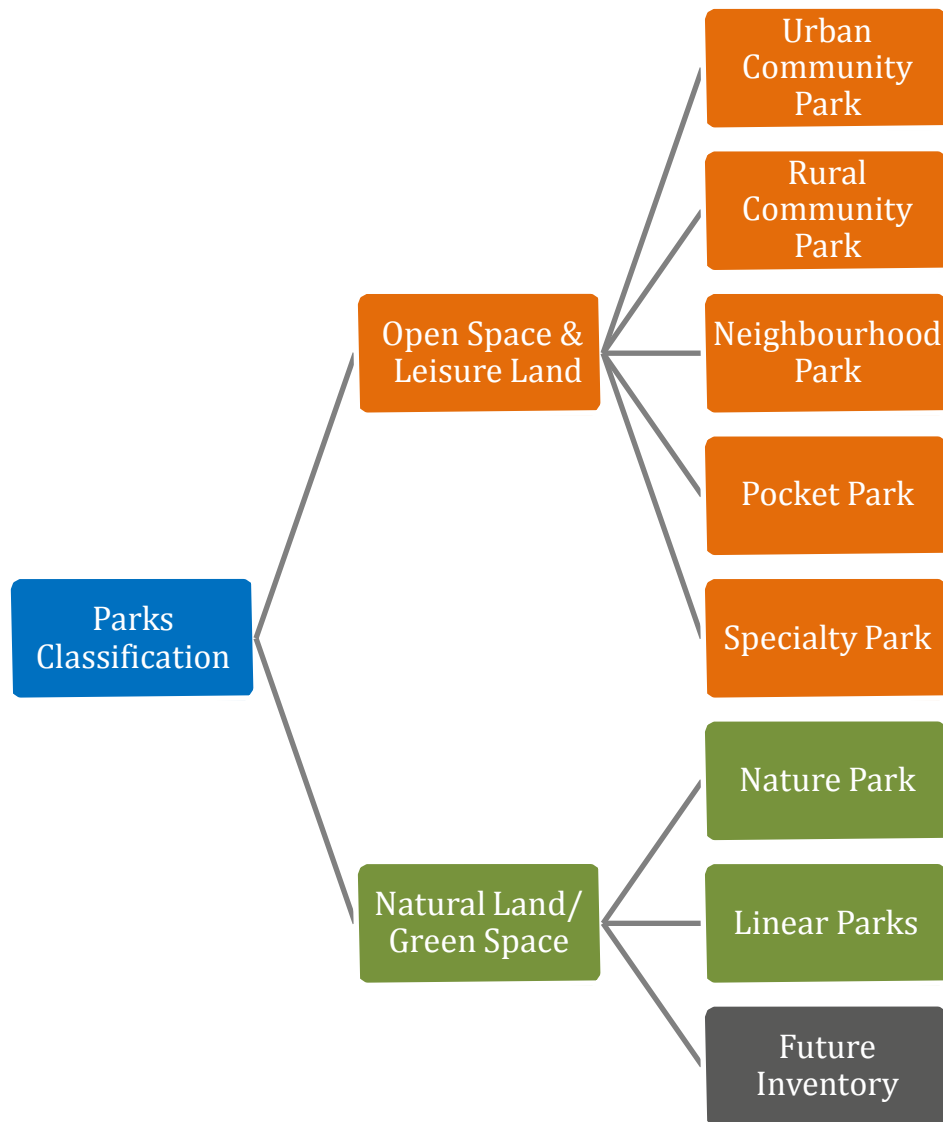 Urban
Community
Park
Rural
Community
Park
Open Space &
Leisure Land
Neighbourhood
Park
Pocket Park
Parks
Classification
Specialty Park
Nature Park
Natural Land/
Green Space
Linear Parks
Future
Inventory